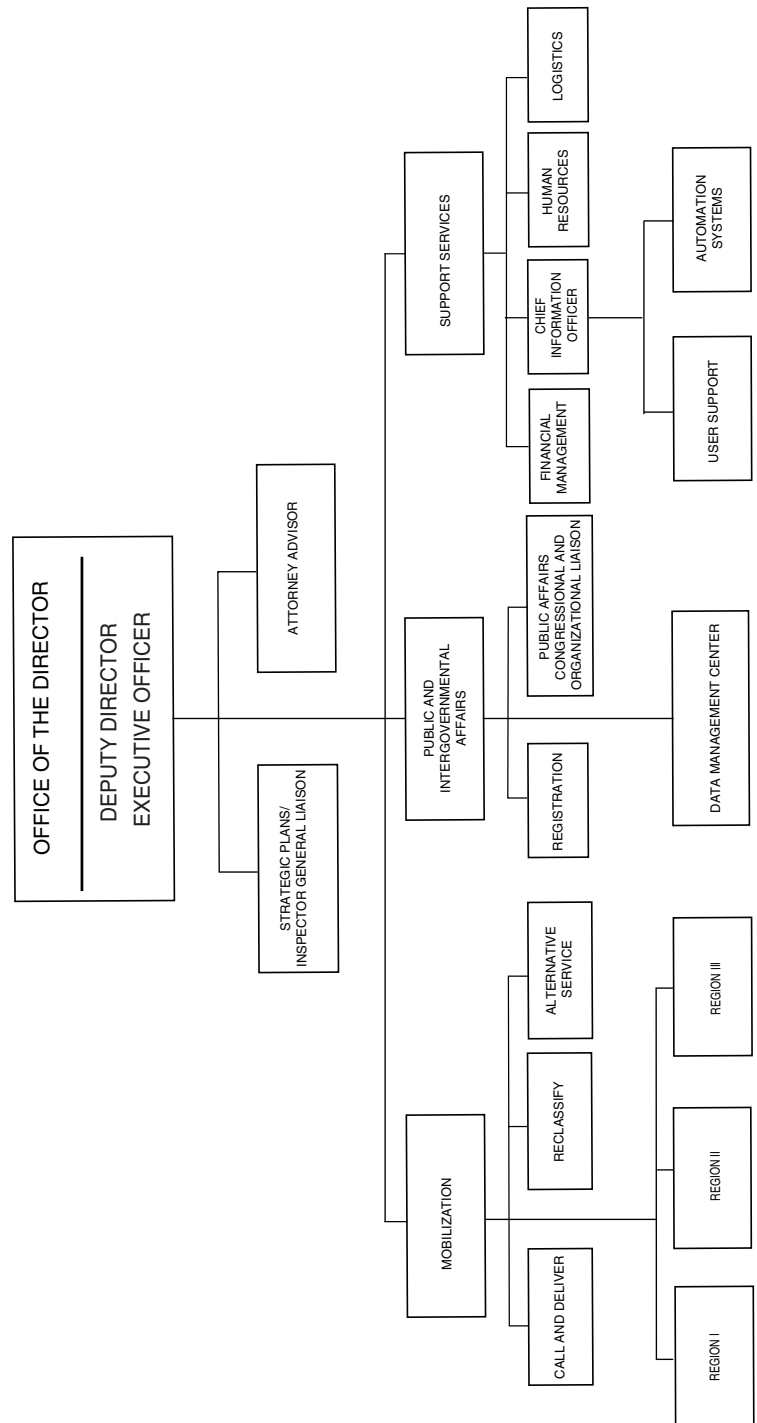 OFFICE OF THE DIRECTOR
DEPUTY DIRECTOR
EXECUTIVE OFFICER
STRATEGIC PLANS/
INSPECTOR GENERAL LIAISON
ATTORNEY ADVISOR
MOBILIZATION
PUBLIC AND
INTERGOVERNMENTAL
AFFAIRS
SUPPORT SERVICES
CALL AND DELIVER
RECLASSIFY
ALTERNATIVE
SERVICE
REGISTRATION
PUBLIC AFFAIRS
CONGRESSIONAL AND
ORGANIZATIONAL LIAISON
FINANCIAL
MANAGEMENT
CHIEF
INFORMATION
OFFICER
HUMAN
RESOURCES
LOGISTICS
REGION I
REGION II
REGION III
DATA MANAGEMENT CENTER
USER SUPPORT
AUTOMATION
SYSTEMS